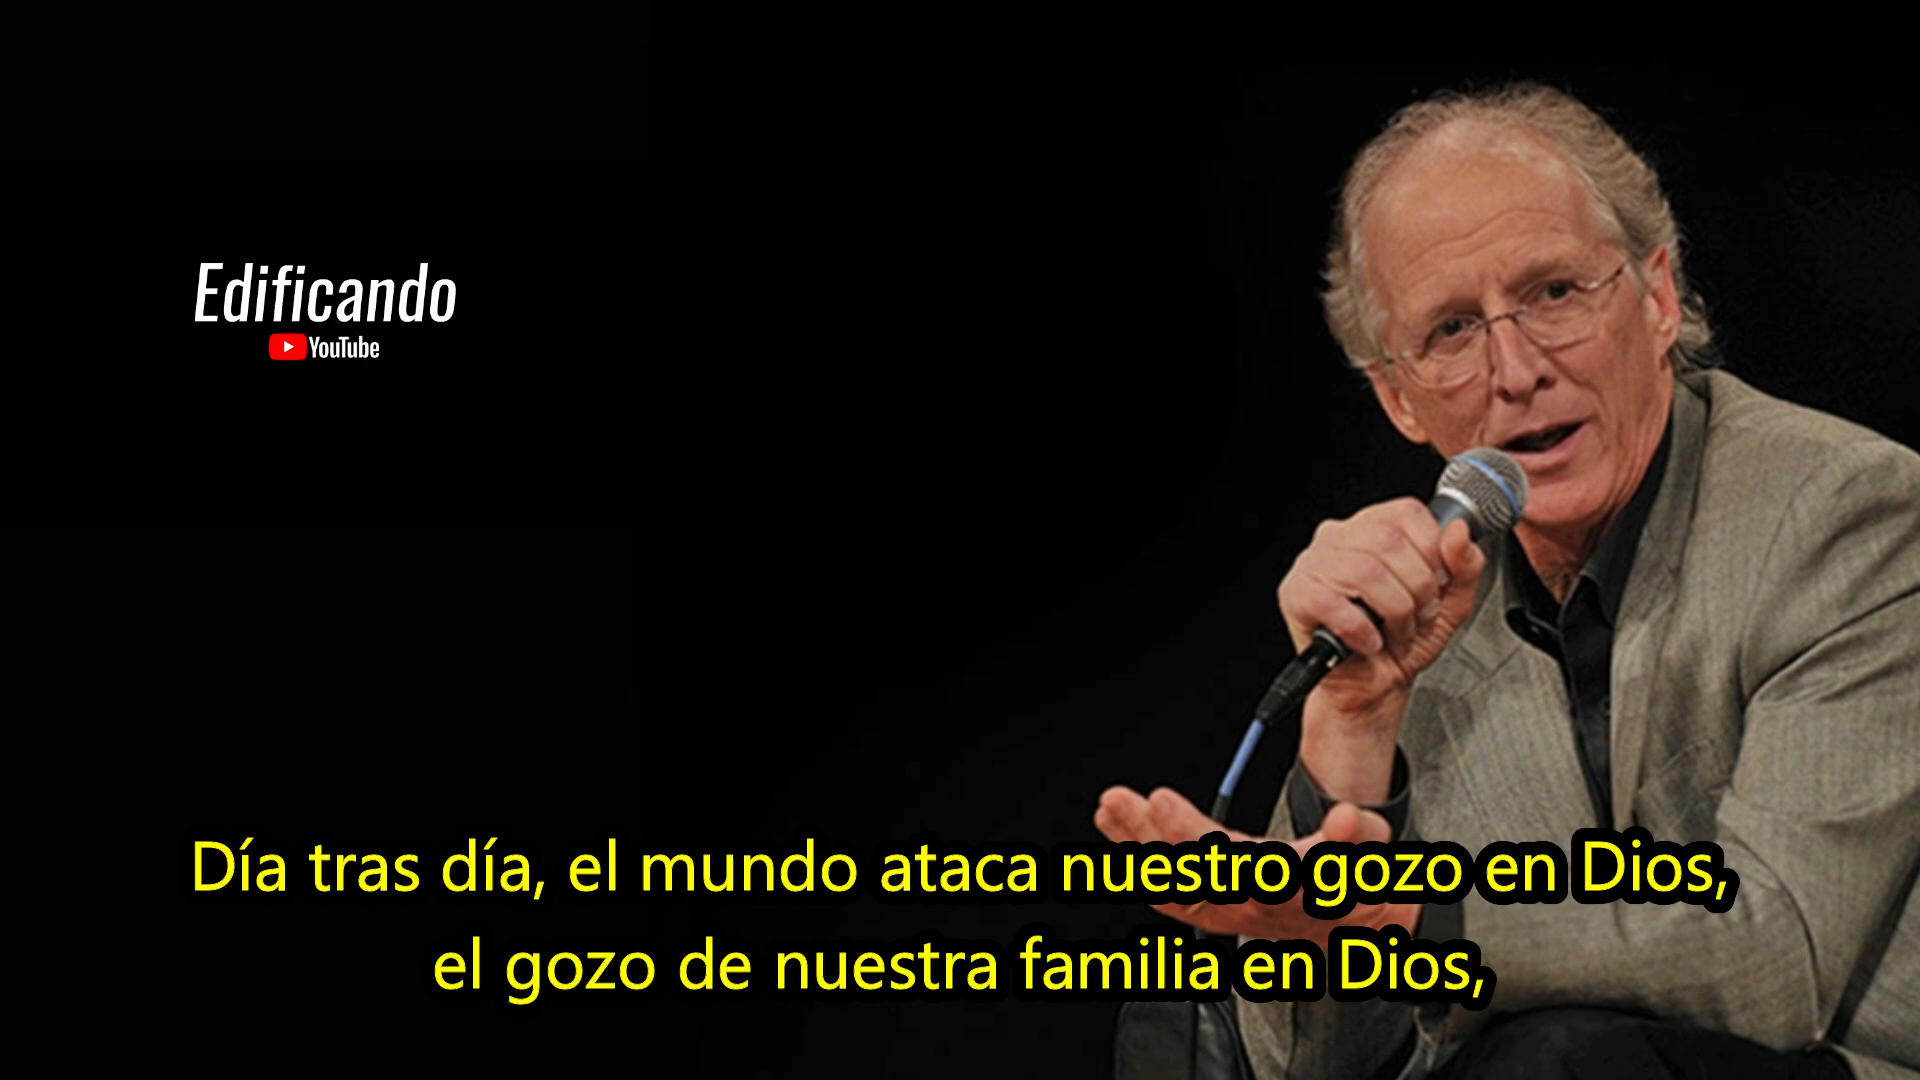 Edificando
YouTube
Día tras día, el mundo ataca nuestro gozo en Dios,
el gozo de nuestra familia en Dios,